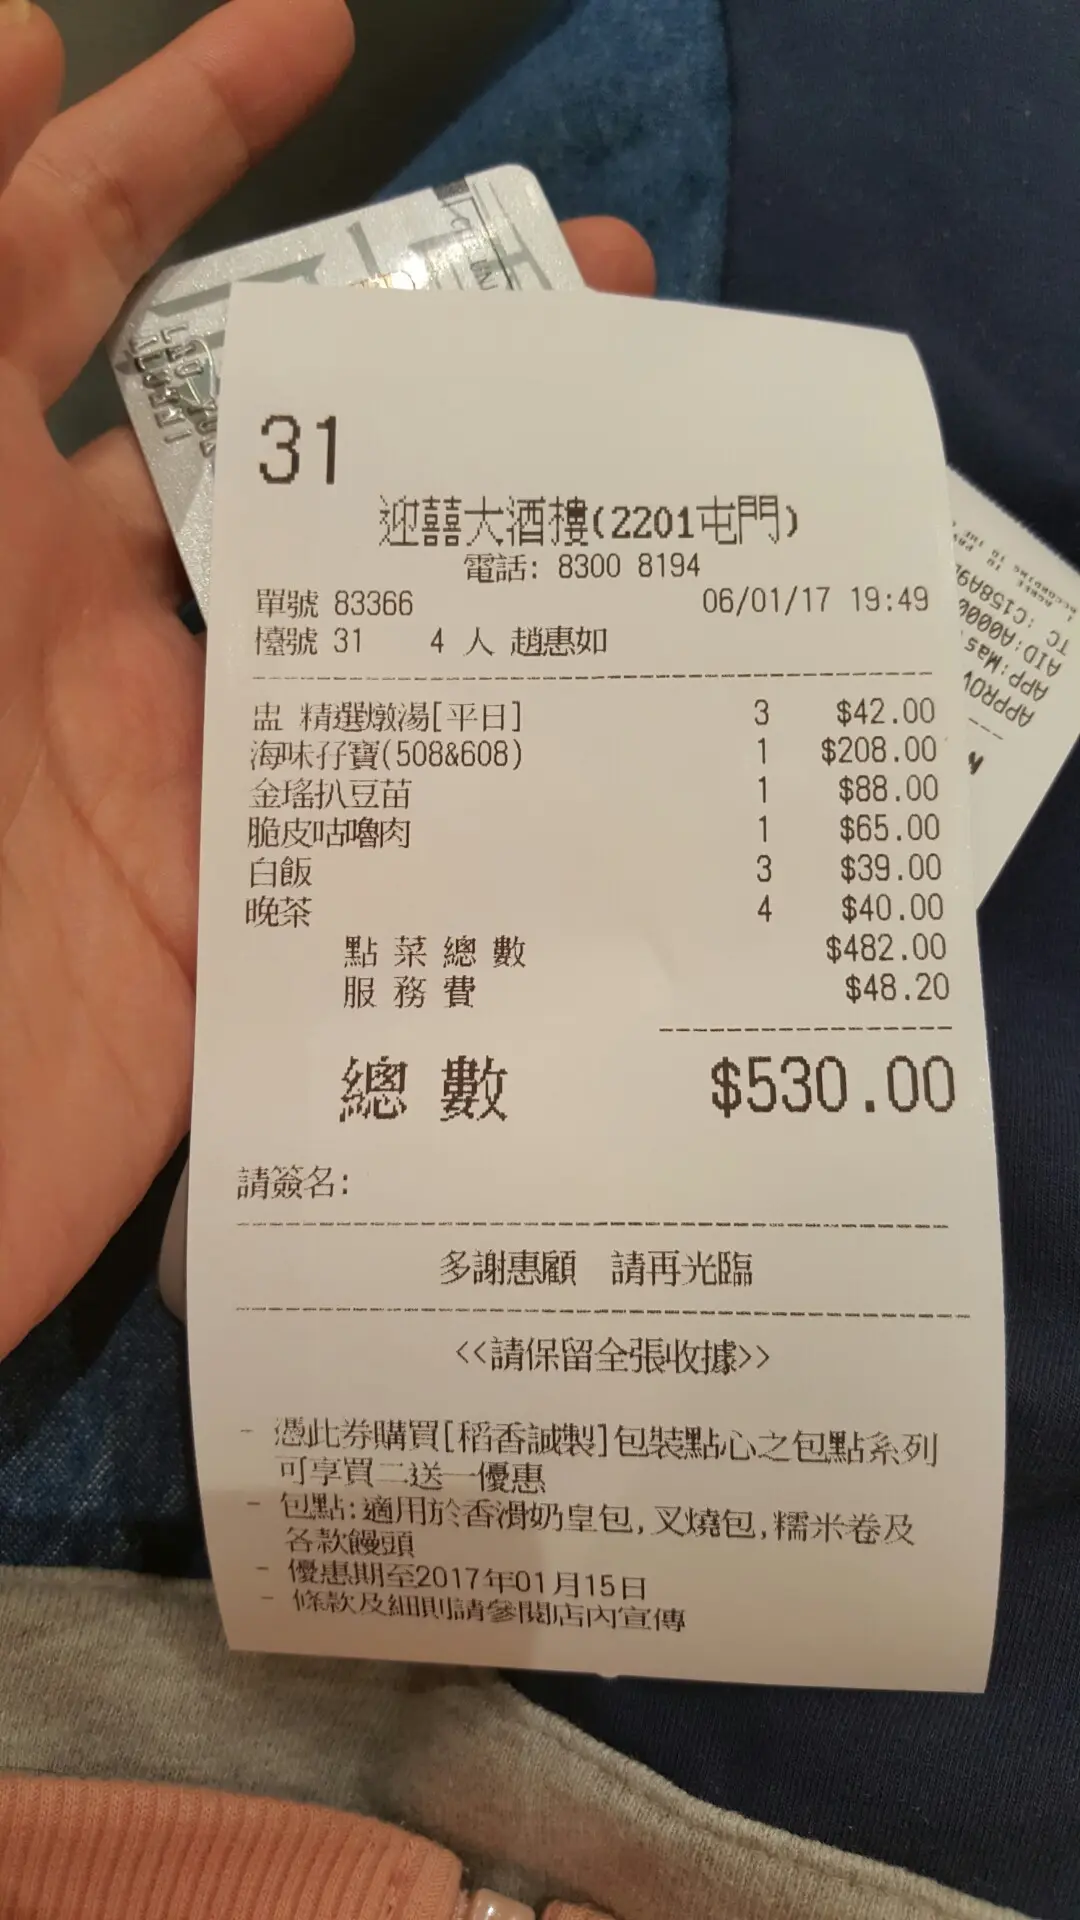 31
迎囍大酒樓(2201屯門)
電話: 8300 8194
單號 83366 06/01/17 19:49
檯號 31 4 人 趙惠如
盅 精選燉湯[平日] 3 $42.00
海味孖寶(508&608) 1 $208.00
金瑤扒豆苗 1 $88.00
脆皮咕嚕肉 1 $65.00
白飯 3 $39.00
晚茶 4 $40.00
點菜總數 $482.00
服務費 $48.20
總數 $530.00
請簽名:
多謝惠顧 請再光臨
<<請保留全張收據>>
- 憑此券購買[稻香誠製]包裝點心之包點系列
可享買二送一優惠
- 包點:適用於香滑奶皇包,叉燒包,糯米卷及
各款饅頭
- 優惠期至2017年01月15日
- 條款及細則請參閱店內宣傳
TC:C158A9
AID:A0000
APP:Mas
APPROV